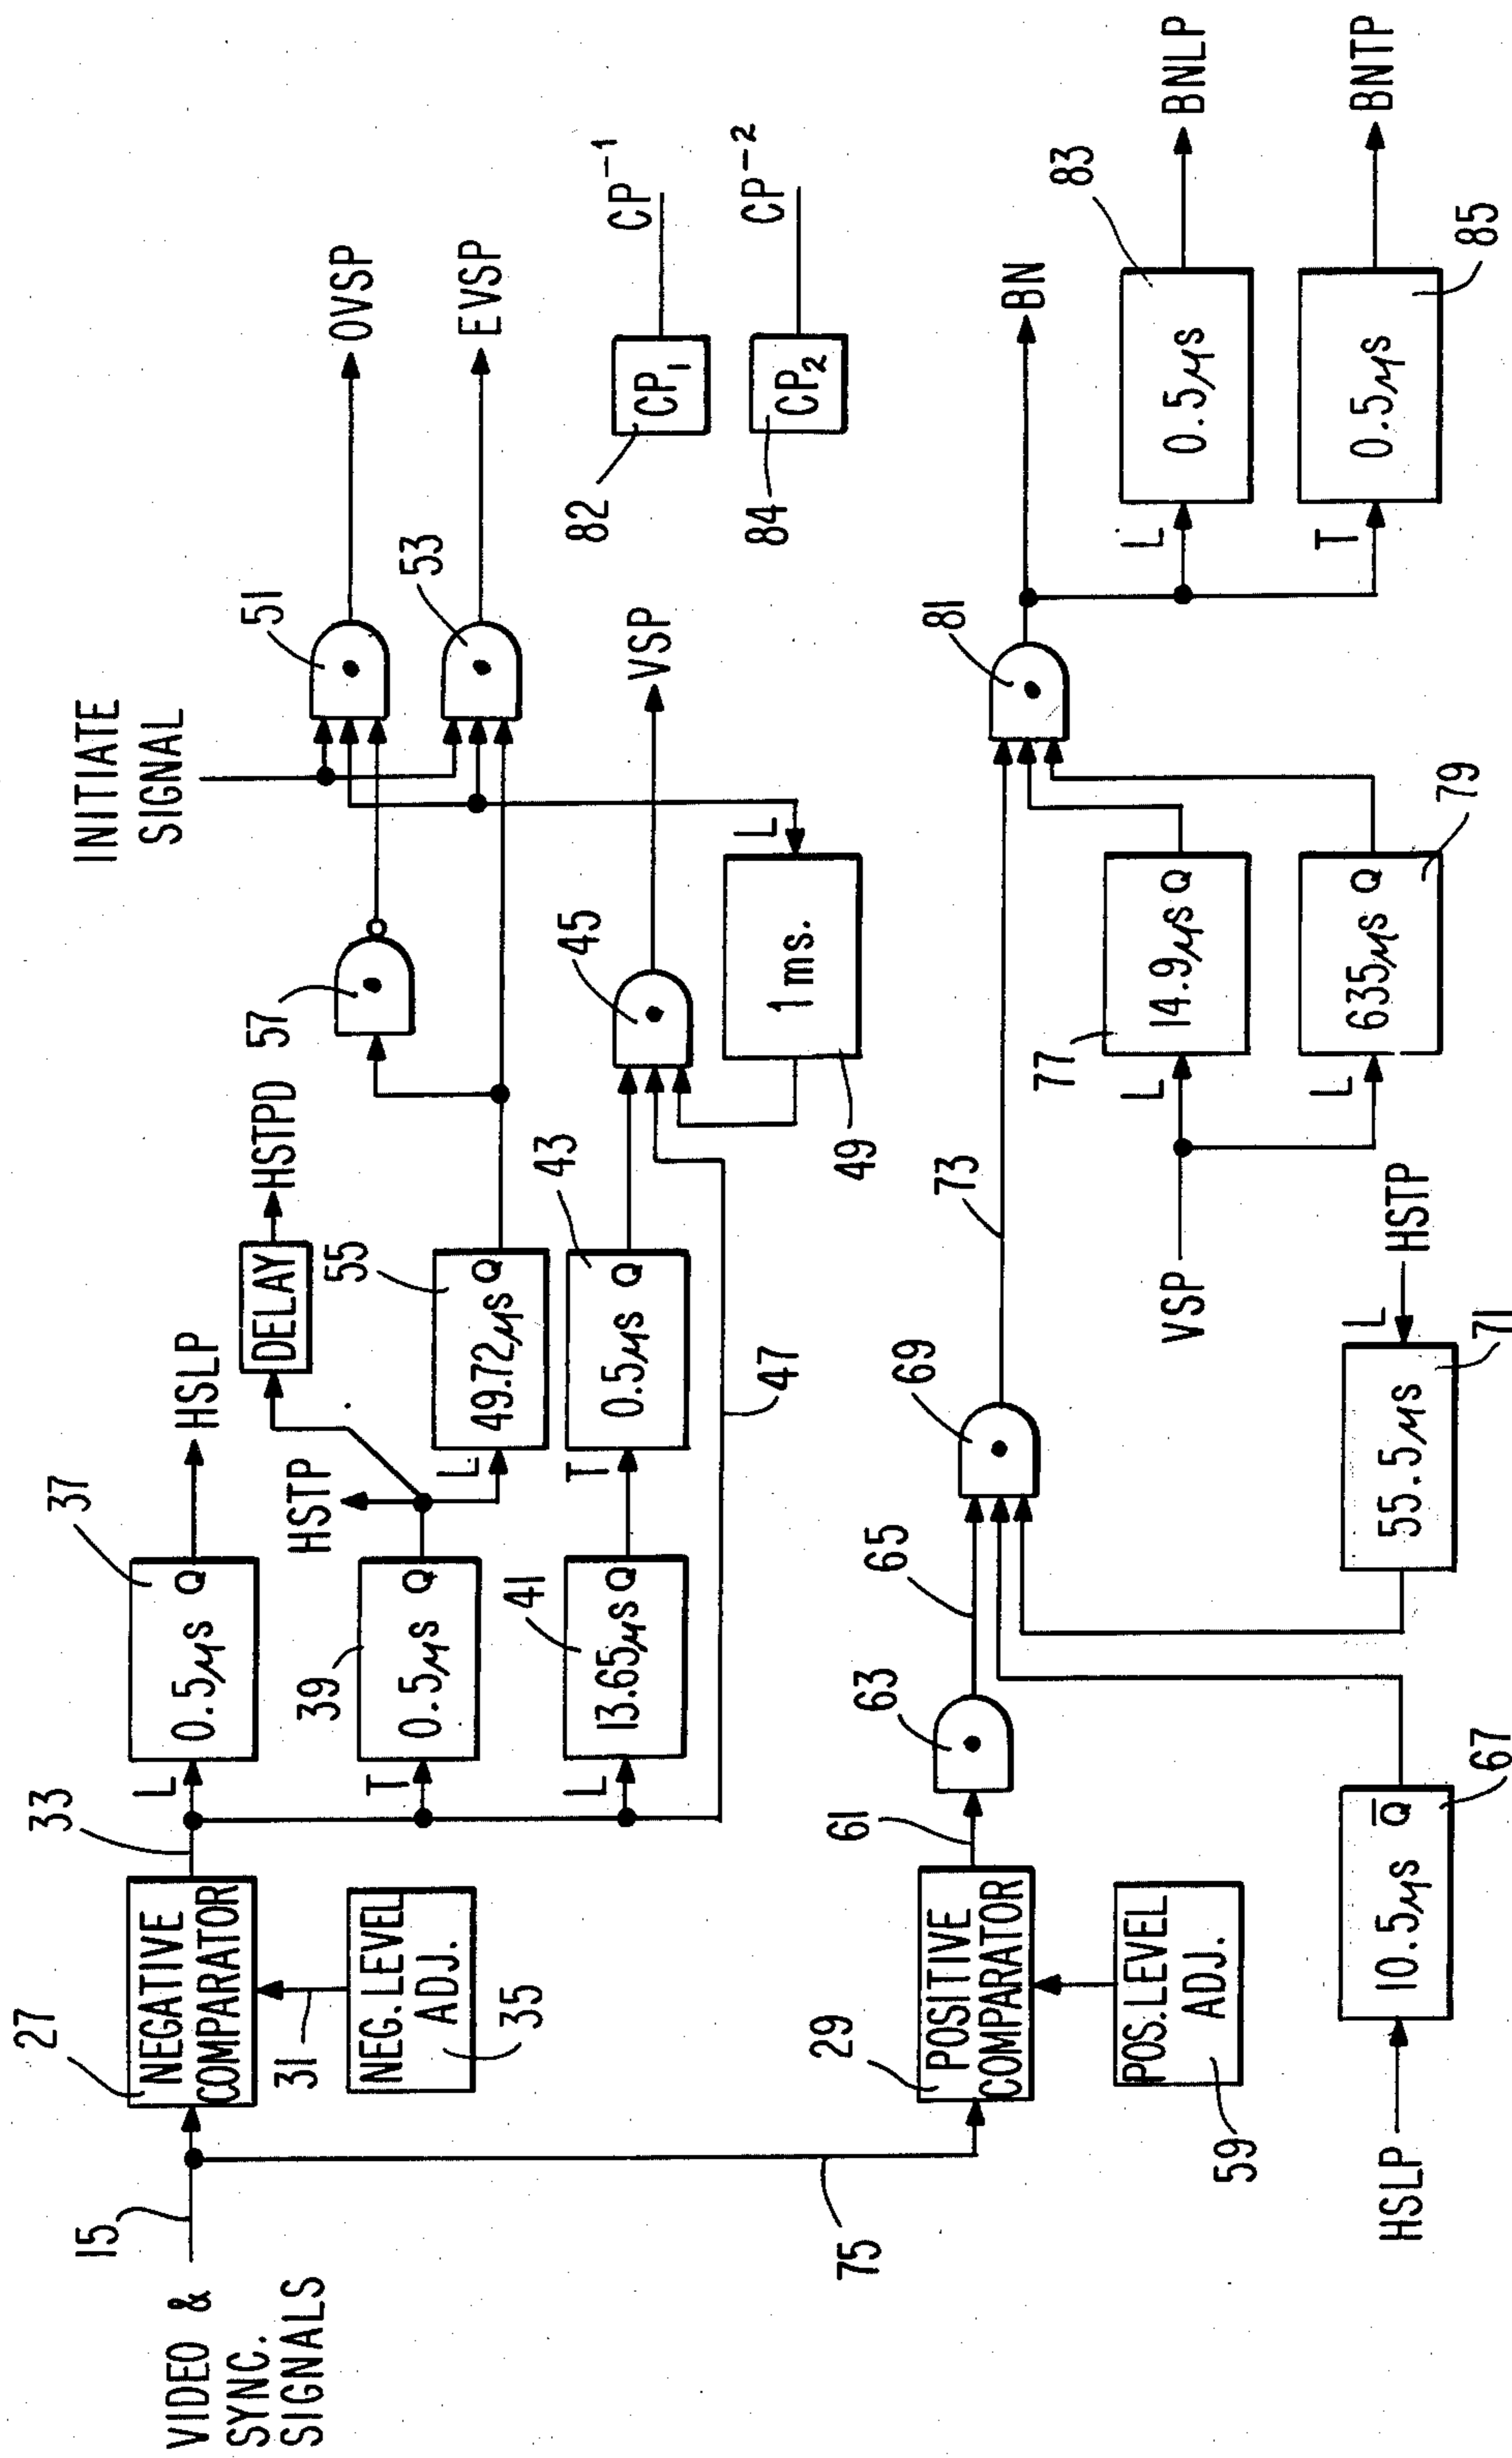 VIDEO &
SYNC.
SIGNALS
15
27
NEGATIVE
COMPARATOR
31
NEG. LEVEL
ADJ.
35
33
L
37
0.5μs Q
HSLP
T
39
0.5μs Q
HSTP
DELAY
HSTPD
L
55
49.72μs Q
57
INITIATE
SIGNAL
51
OVSP
53
EVSP
L
41
13.65μs Q
T
43
0.5μs Q
47
45
VSP
L
1 ms.
49
82
CP₁
CP⁻¹
84
CP₂
CP⁻²
75
29
POSITIVE
COMPARATOR
POS. LEVEL
ADJ.
59
61
63
65
HSLP
10.5μs Q̅
67
69
HSTP
L
55.5μs
71
73
VSP
L
77
14.9μs Q
L
635μs Q
79
81
BN
L
0.5μs
83
BNLP
T
0.5μs
85
BNTP